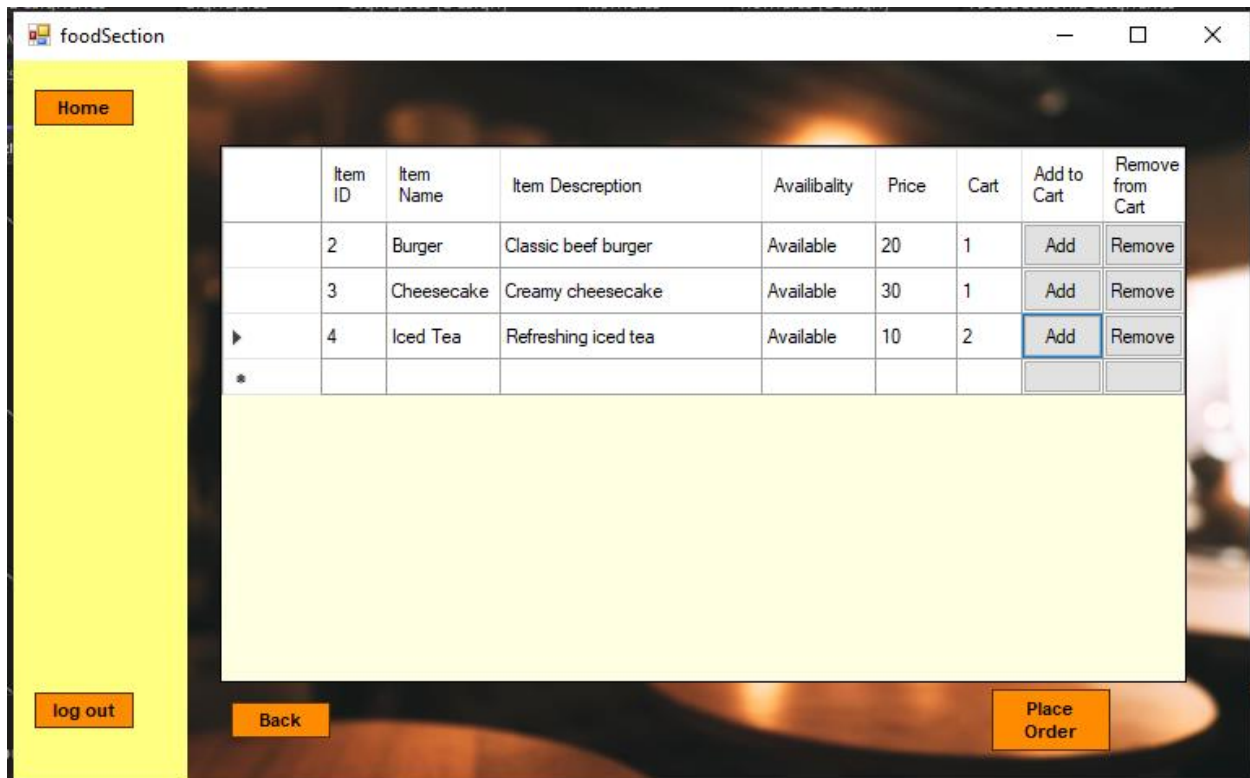 foodSection
Home
Item ID Item Name Item Descreption Availibality Price Cart Add to Cart Remove from Cart
2 Burger Classic beef burger Available 20 1 Add Remove
3 Cheesecake Creamy cheesecake Available 30 1 Add Remove
4 Iced Tea Refreshing iced tea Available 10 2 Add Remove
log out
Back
Place
Order